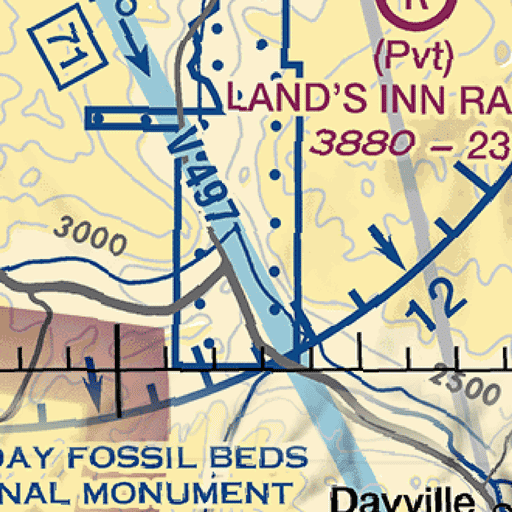 R
(Pvt)
71
LAND'S INN RA
3880 – 23
V 497
3000
12
2500
DAY FOSSIL BEDS
NAL MONUMENT
Dayville